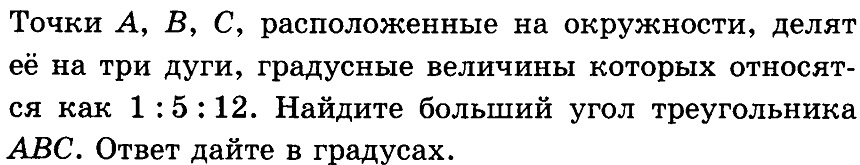 Точки A, B, C, расположенные на окружности, делят
её на три дуги, градусные величины которых относят-
ся как 1 : 5 : 12. Найдите больший угол треугольника
ABC. Ответ дайте в градусах.